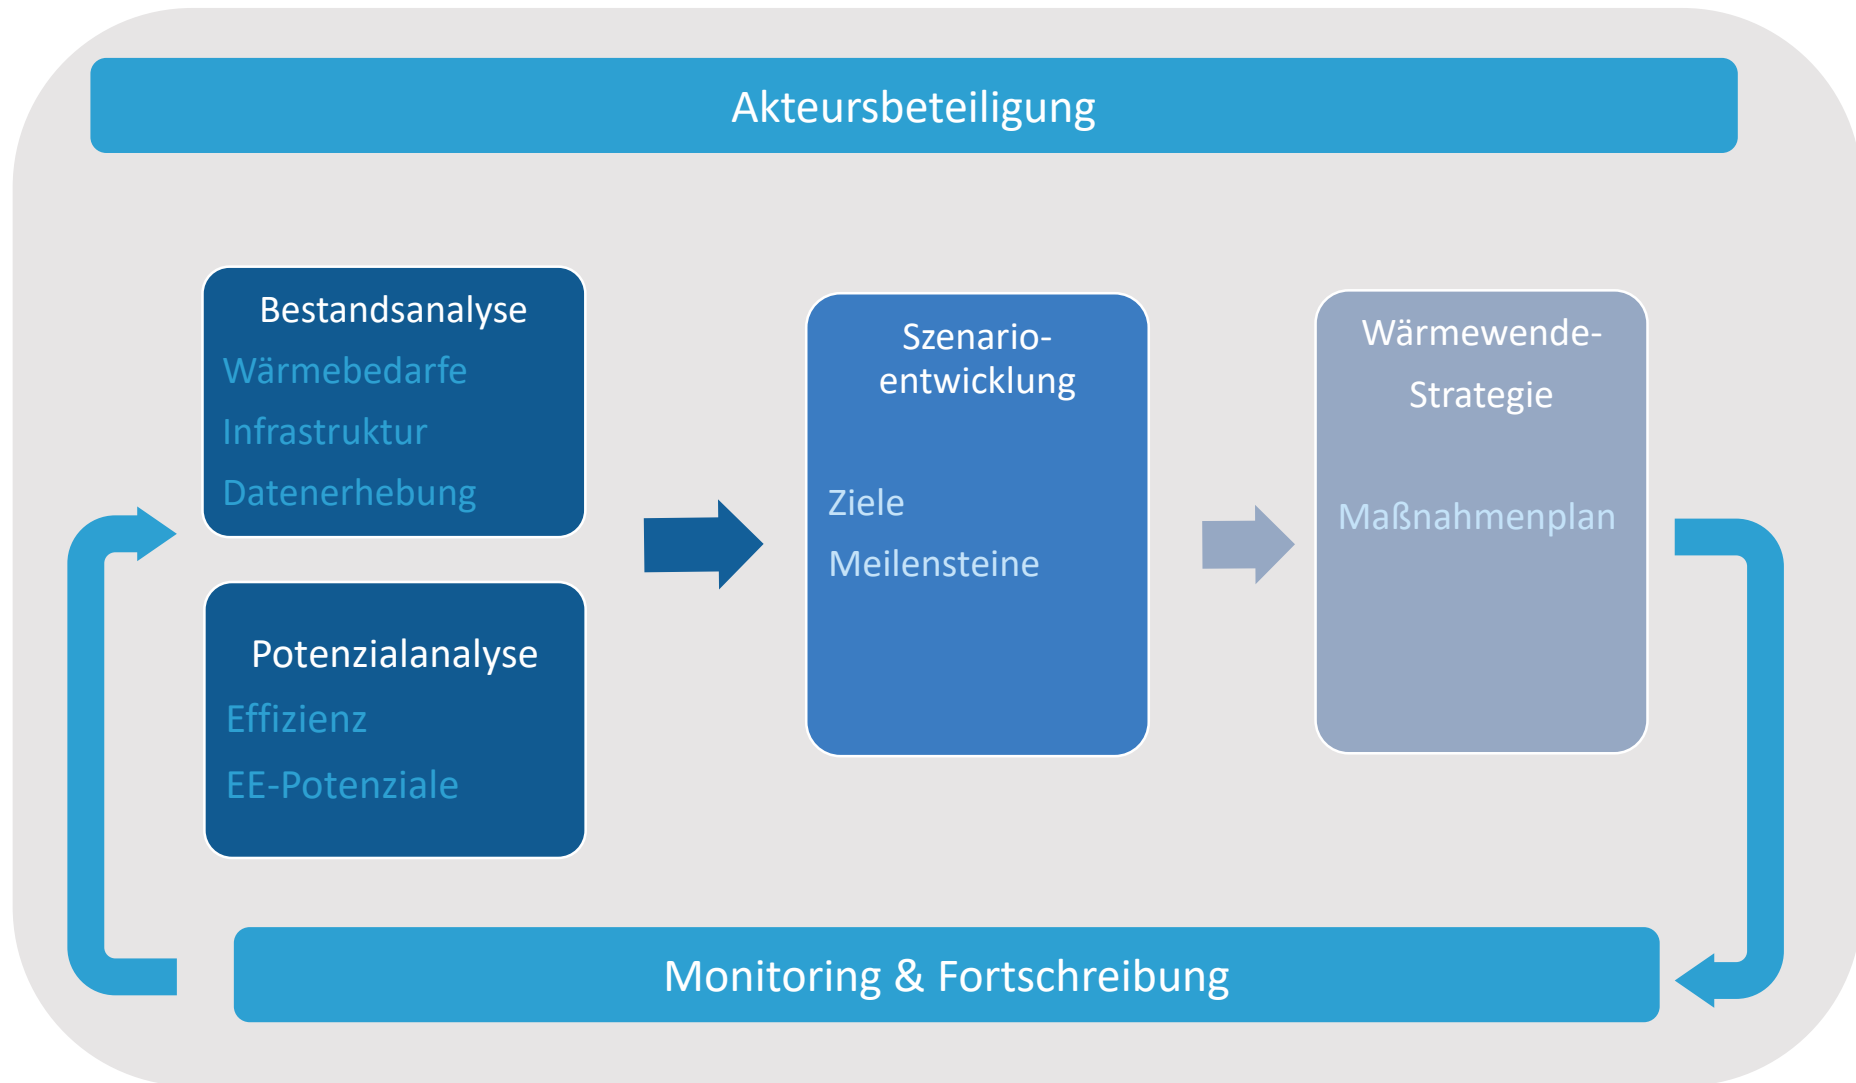 Akteursbeteiligung
Bestandsanalyse
Wärmebedarfe
Infrastruktur
Datenerhebung
Potenzialanalyse
Effizienz
EE-Potenziale
Szenario-
entwicklung
Ziele
Meilensteine
Wärmewende-
Strategie
Maßnahmenplan
Monitoring & Fortschreibung